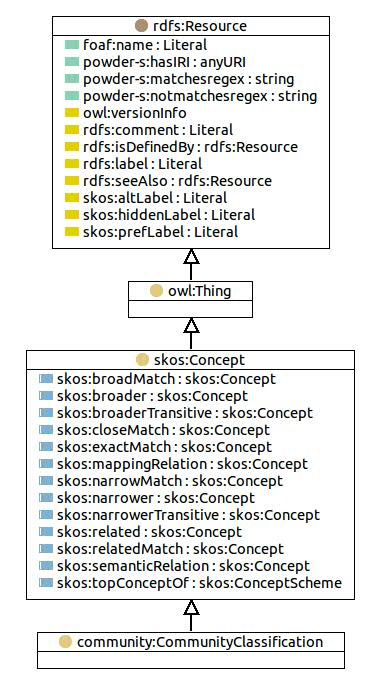 rdfs:Resource
foaf:name : Literal
powder-s:hasIRI : anyURI
powder-s:matchesregex : string
powder-s:notmatchesregex : string
owl:versionInfo
rdfs:comment : Literal
rdfs:isDefinedBy : rdfs:Resource
rdfs:label : Literal
rdfs:seeAlso : rdfs:Resource
skos:altLabel : Literal
skos:hiddenLabel : Literal
skos:prefLabel : Literal
owl:Thing
skos:Concept
skos:broadMatch : skos:Concept
skos:broader : skos:Concept
skos:broaderTransitive : skos:Concept
skos:closeMatch : skos:Concept
skos:exactMatch : skos:Concept
skos:mappingRelation : skos:Concept
skos:narrowMatch : skos:Concept
skos:narrower : skos:Concept
skos:narrowerTransitive : skos:Concept
skos:related : skos:Concept
skos:relatedMatch : skos:Concept
skos:semanticRelation : skos:Concept
skos:topConceptOf : skos:ConceptScheme
community:CommunityClassification